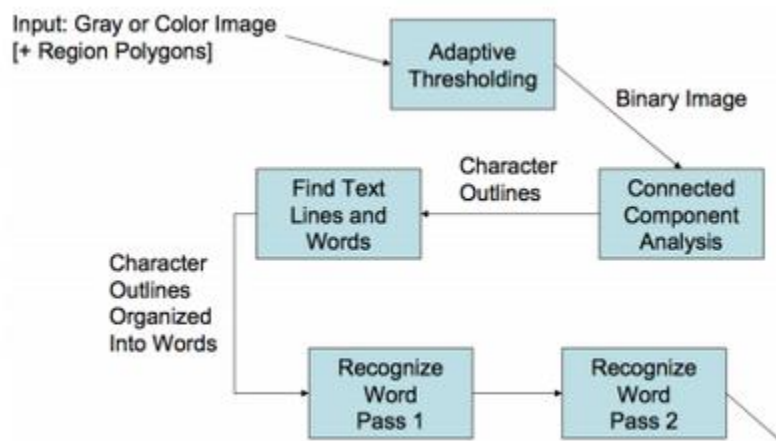 Input: Gray or Color Image
[+ Region Polygons]
Adaptive
Thresholding
Binary Image
Connected
Component
Analysis
Character
Outlines
Find Text
Lines and
Words
Character
Outlines
Organized
Into Words
Recognize
Word
Pass 1
Recognize
Word
Pass 2